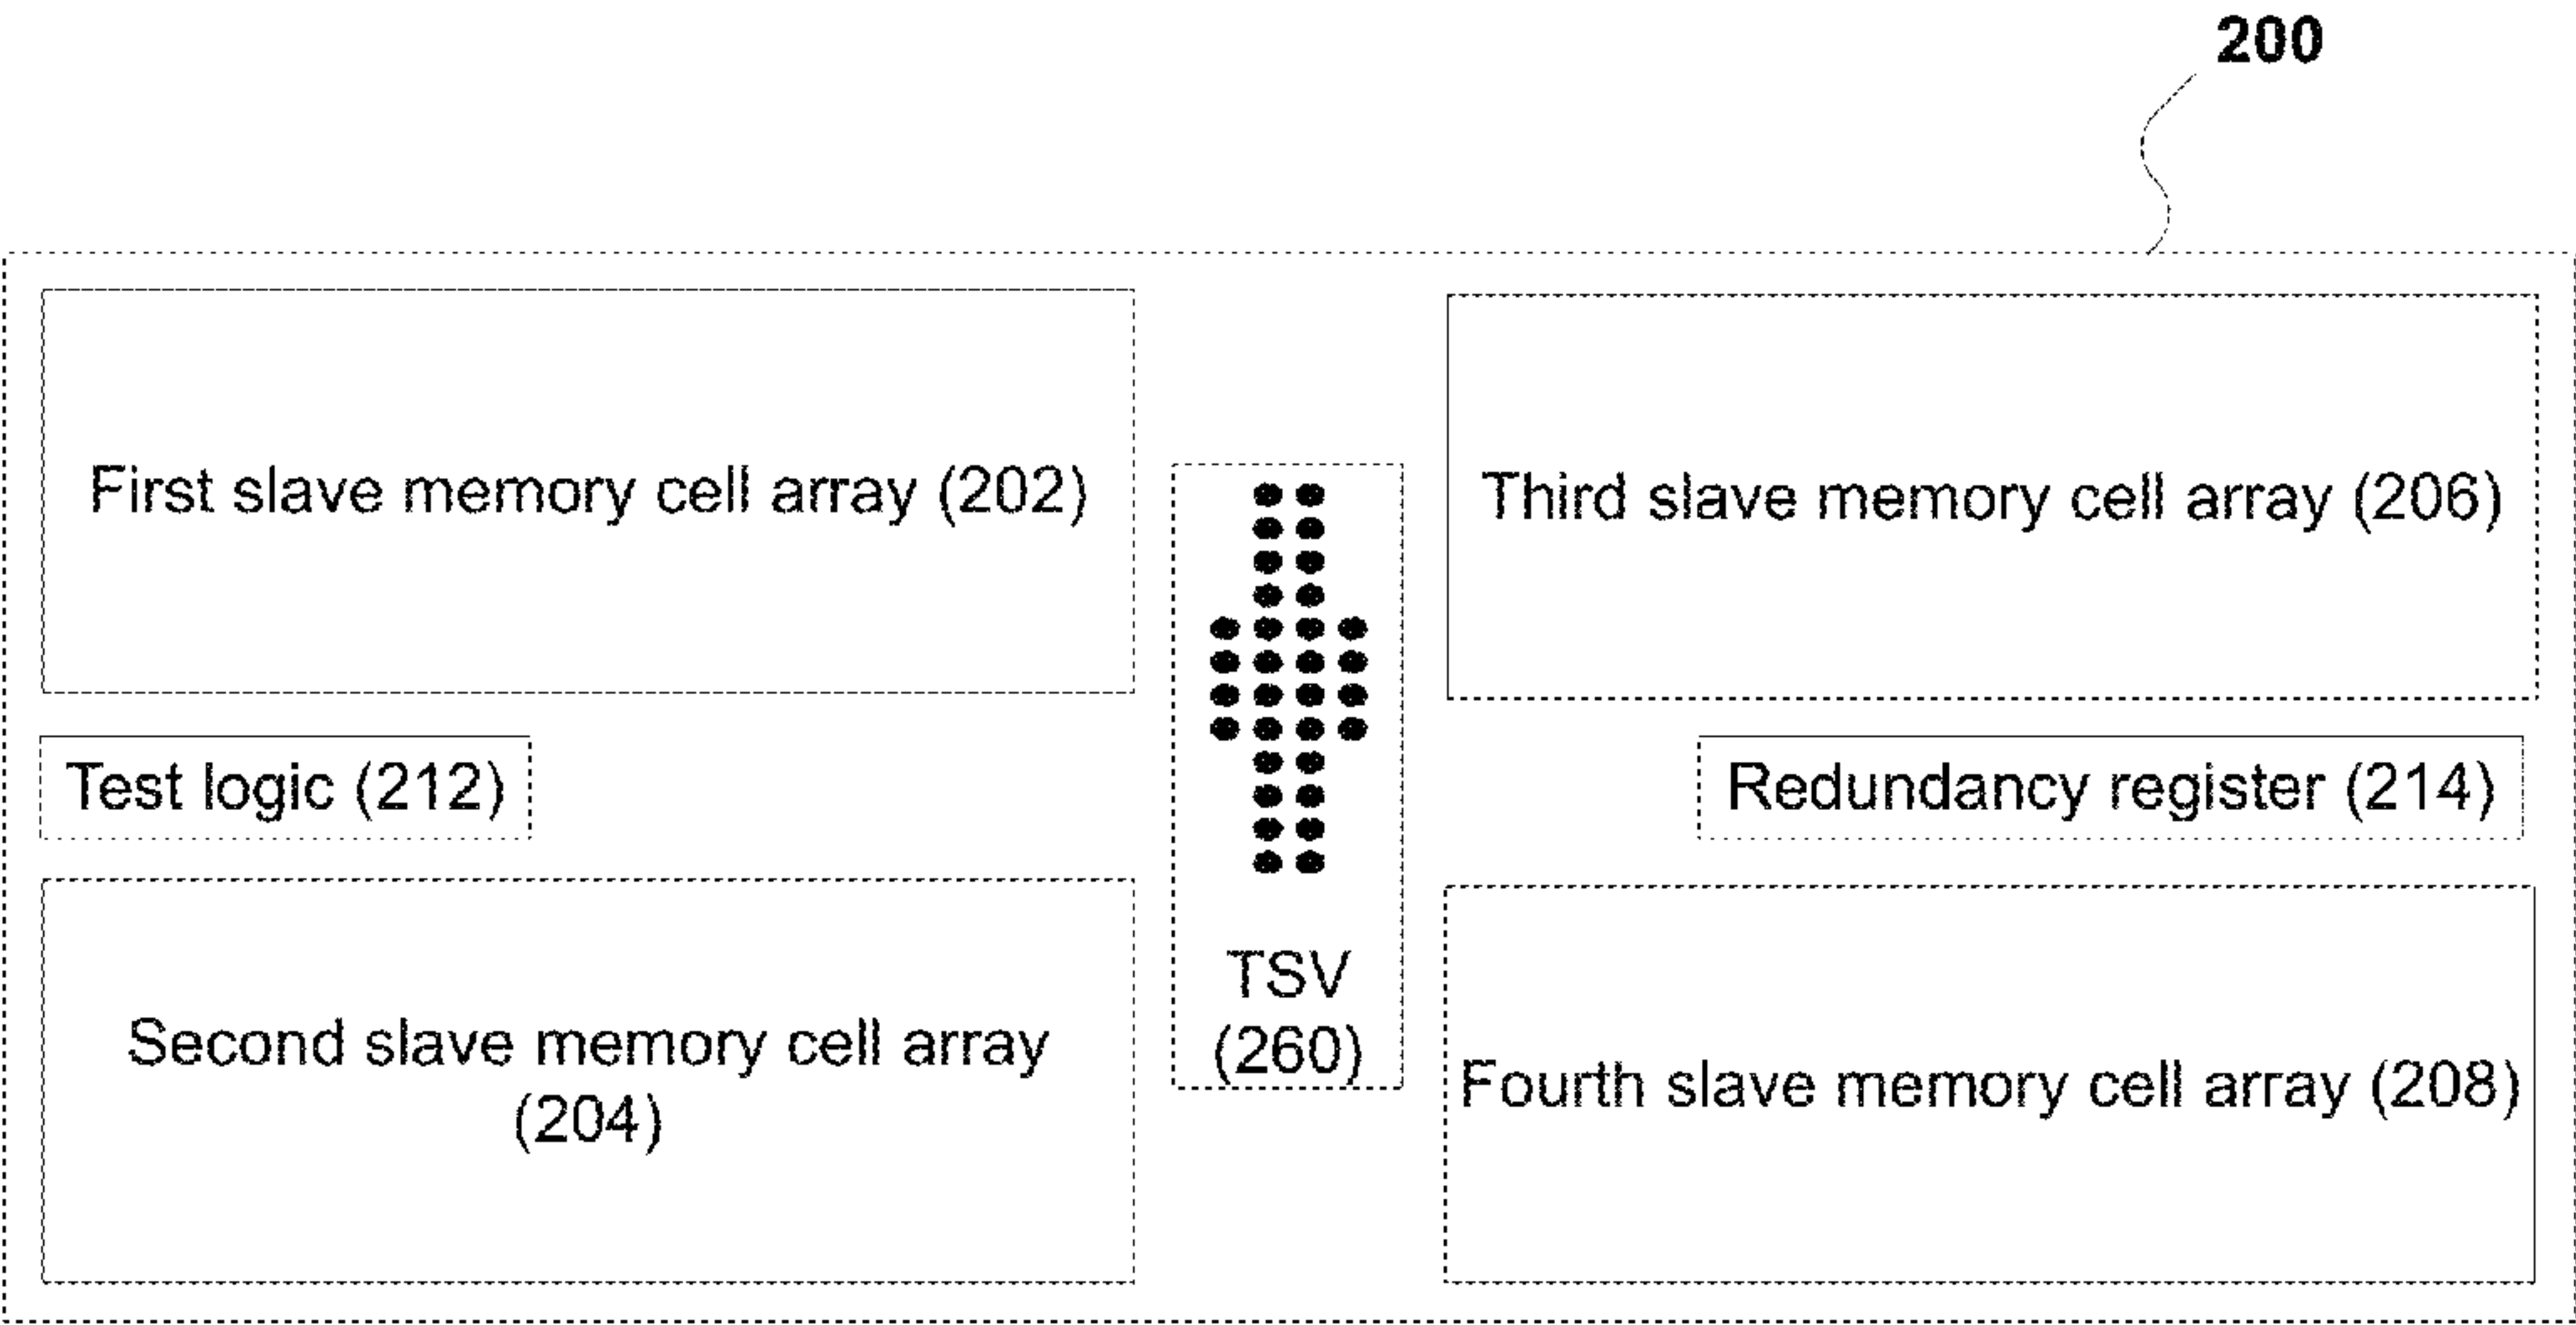 200
First slave memory cell array (202)
Third slave memory cell array (206)
Test logic (212)
Redundancy register (214)
TSV
(260)
Second slave memory cell array
(204)
Fourth slave memory cell array (208)